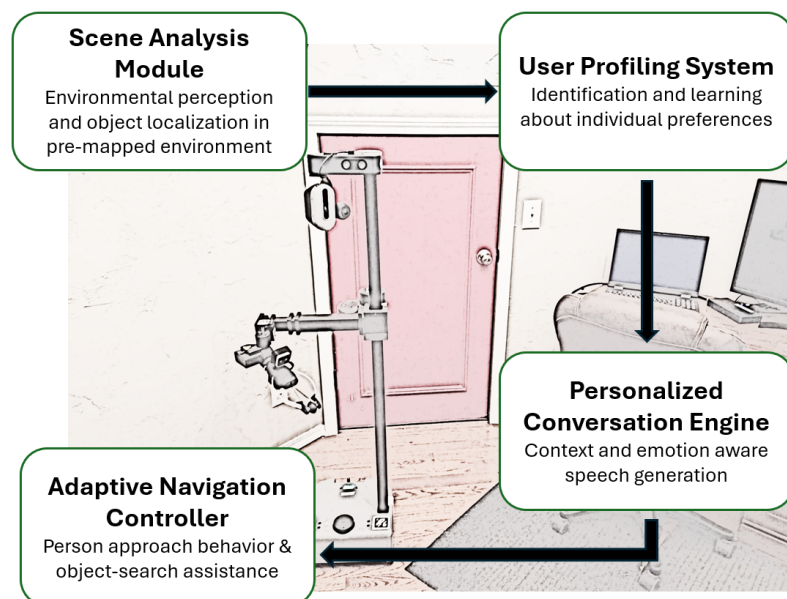 Scene Analysis
Module
Environmental perception
and object localization in
pre-mapped environment
User Profiling System
Identification and learning
about individual preferences
Personalized
Conversation Engine
Context and emotion aware
speech generation
Adaptive Navigation
Controller
Person approach behavior &
object-search assistance